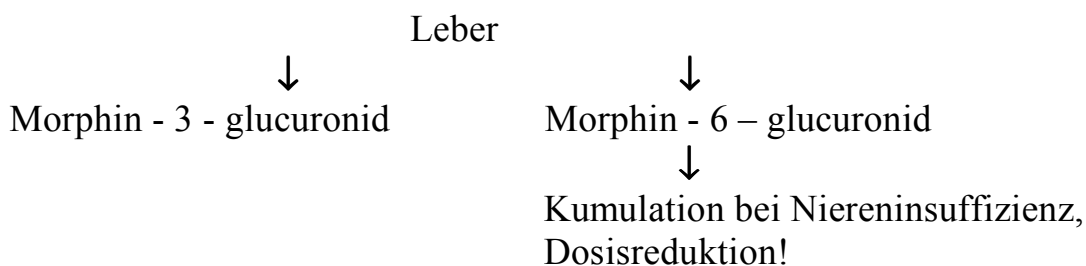 Leber
↓ ↓
Morphin - 3 - glucuronid Morphin - 6 – glucuronid
↓
Kumulation bei Niereninsuffizienz,
Dosisreduktion!